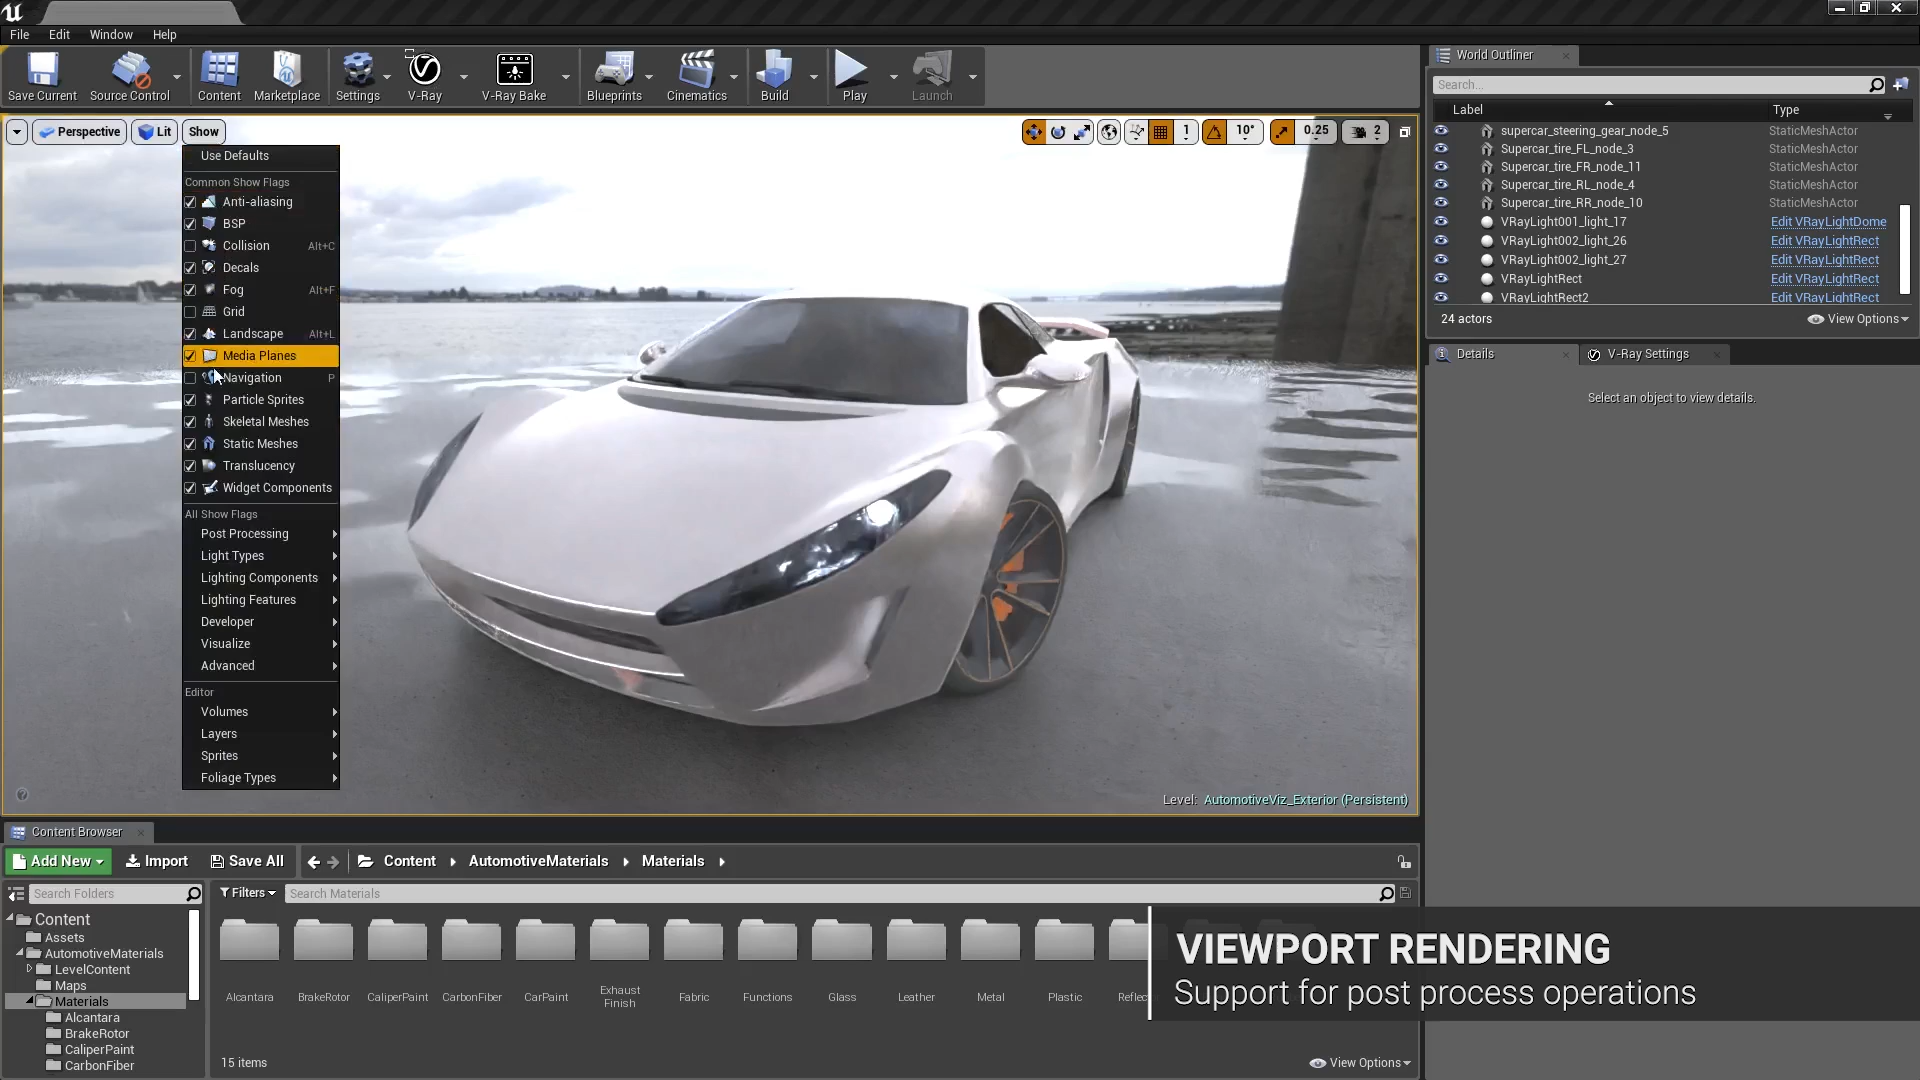 File Edit Window Help
Save Current Source Control Content Marketplace Settings V-Ray V-Ray Bake Blueprints Cinematics Build Play Launch
Perspective Lit Show
1 10° 0.25 2
Use Defaults
Common Show Flags
Anti-aliasing
BSP
Collision Alt+C
Decals
Fog Alt+F
Grid
Landscape Alt+L
Media Planes
Navigation P
Particle Sprites
Skeletal Meshes
Static Meshes
Translucency
Widget Components
All Show Flags
Post Processing
Light Types
Lighting Components
Lighting Features
Developer
Visualize
Advanced
Editor
Volumes
Layers
Sprites
Foliage Types
Level: AutomotiveViz_Exterior (Persistent)
World Outliner
Search...
Label Type
supercar_steering_gear_node_5 StaticMeshActor
Supercar_tire_FL_node_3 StaticMeshActor
Supercar_tire_FR_node_11 StaticMeshActor
Supercar_tire_RL_node_4 StaticMeshActor
Supercar_tire_RR_node_10 StaticMeshActor
VRayLight001_light_17 Edit VRayLightDome
VRayLight002_light_26 Edit VRayLightRect
VRayLight002_light_27 Edit VRayLightRect
VRayLightRect Edit VRayLightRect
VRayLightRect2 Edit VRayLightRect
24 actors View Options
Details V-Ray Settings
Select an object to view details.
Content Browser
Add New Import Save All Content AutomotiveMaterials Materials
Search Folders
Content
Assets
AutomotiveMaterials
LevelContent
Maps
Materials
Alcantara
BrakeRotor
CaliperPaint
CarbonFiber
Filters Search Materials
Alcantara BrakeRotor CaliperPaint CarbonFiber CarPaint Exhaust Finish Fabric Functions Glass Leather Metal Plastic Reflec
15 items View Options
VIEWPORT RENDERING
Support for post process operations